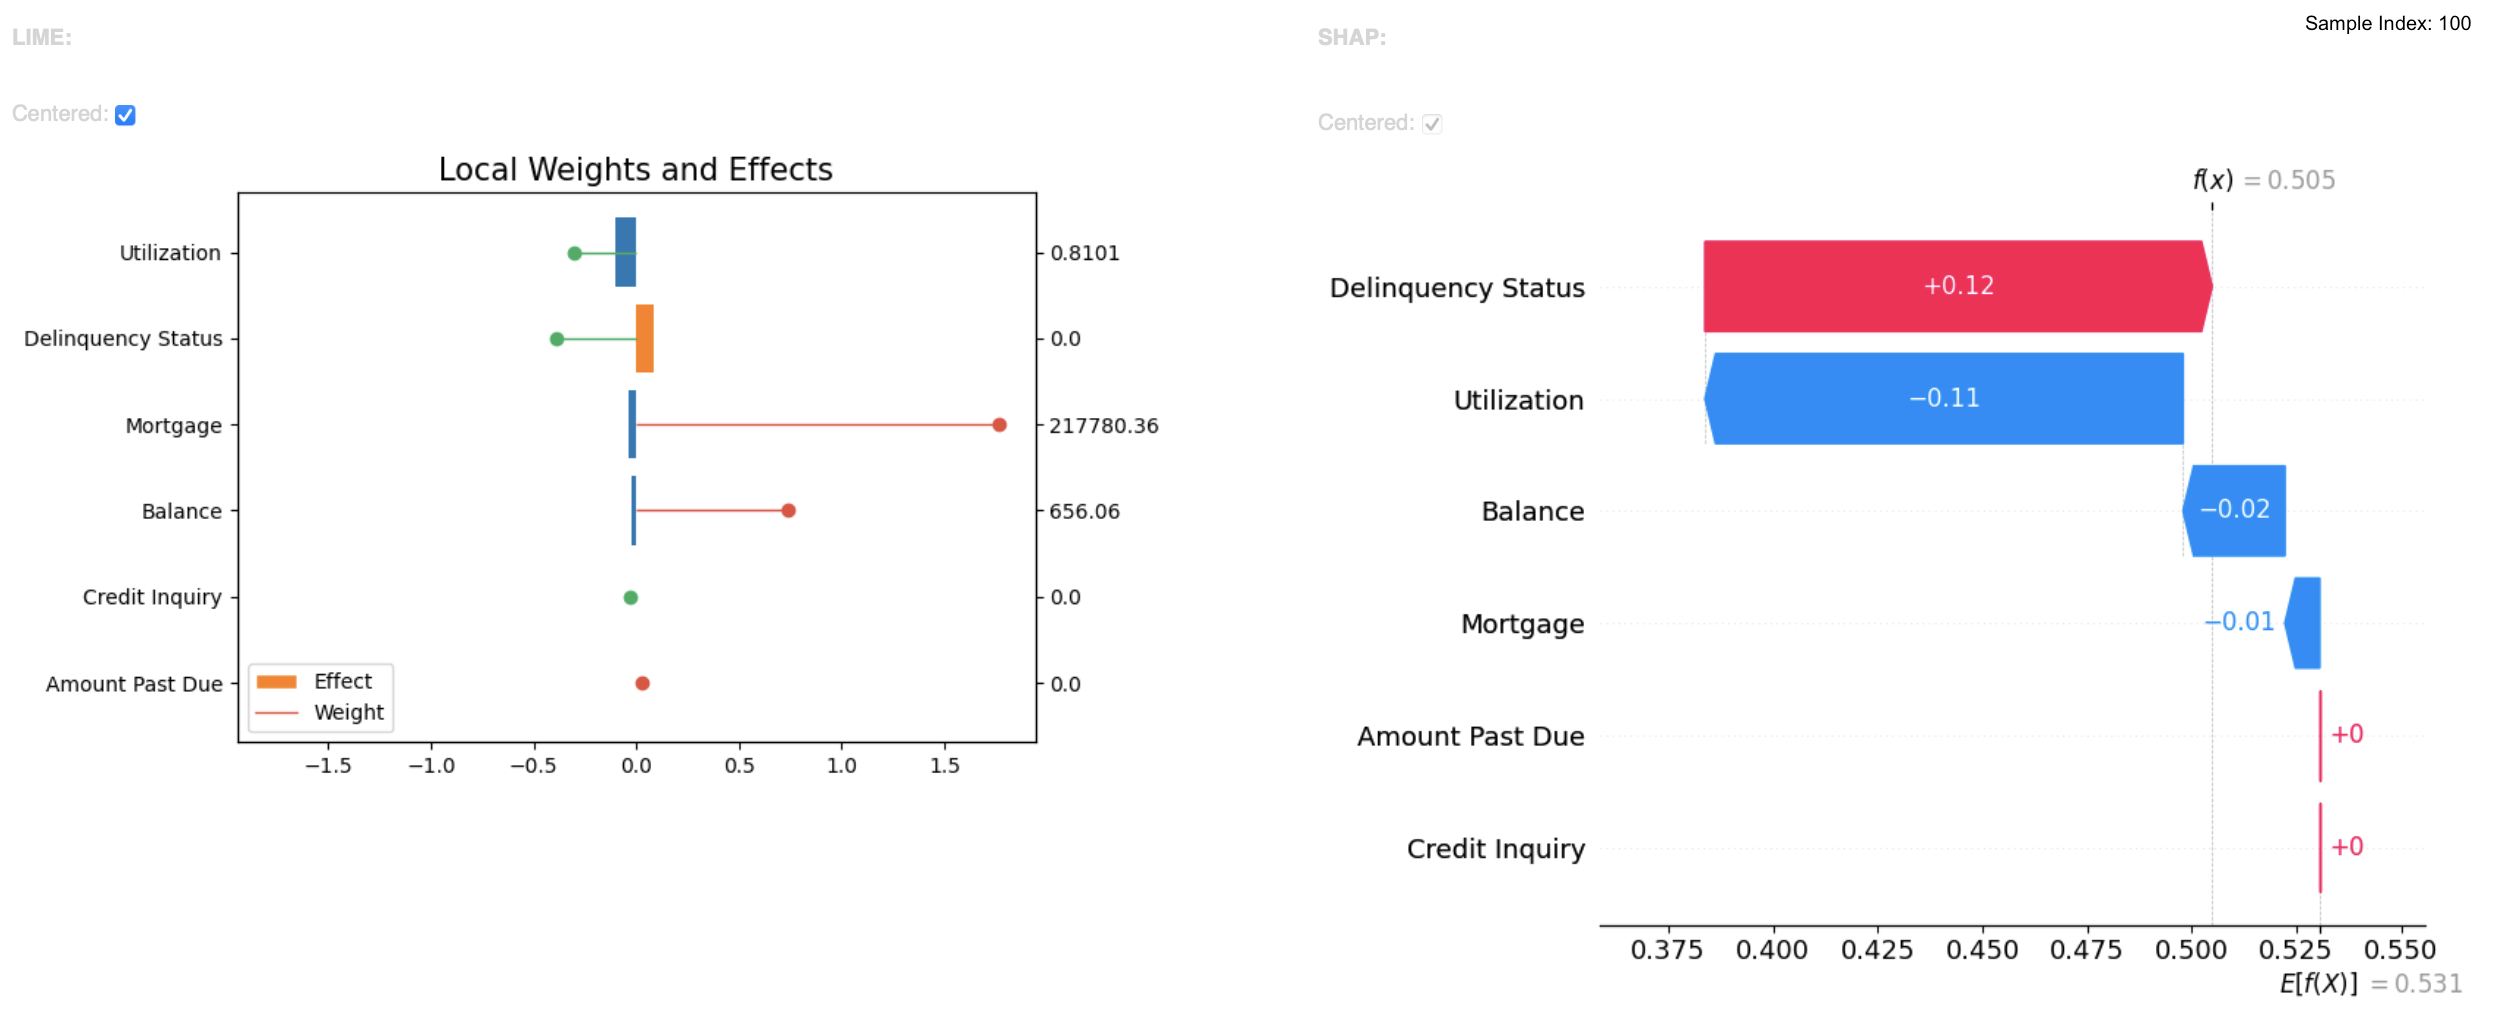 LIME:
Centered:
Local Weights and Effects
Utilization
0.8101
Delinquency Status
0.0
Mortgage
217780.36
Balance
656.06
Credit Inquiry
0.0
Amount Past Due
0.0
Effect
Weight
−1.5 −1.0 −0.5 0.0 0.5 1.0 1.5
Sample Index: 100
SHAP:
Centered:
f(x) = 0.505
Delinquency Status
+0.12
Utilization
−0.11
Balance
−0.02
Mortgage
−0.01
Amount Past Due
+0
Credit Inquiry
+0
0.375 0.400 0.425 0.450 0.475 0.500 0.525 0.550
E[f(X)] = 0.531